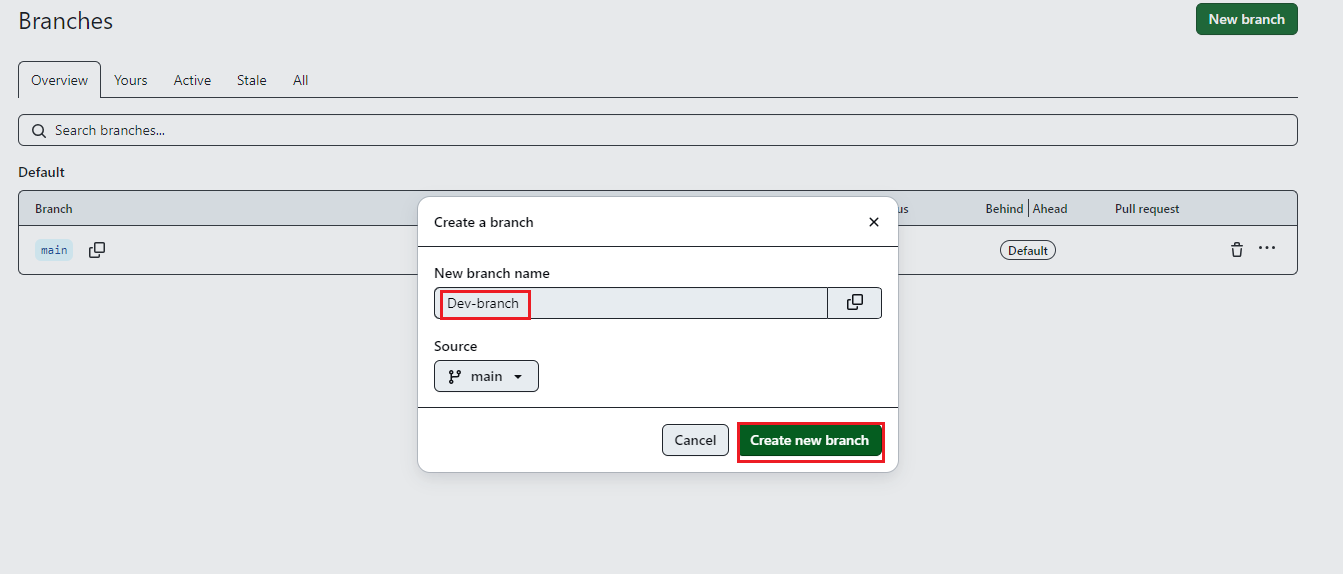 Branches
New branch
Overview Yours Active Stale All
Search branches...
Default
Branch us Behind Ahead Pull request
main Default
Create a branch
New branch name
Dev-branch
Source
main
Cancel Create new branch